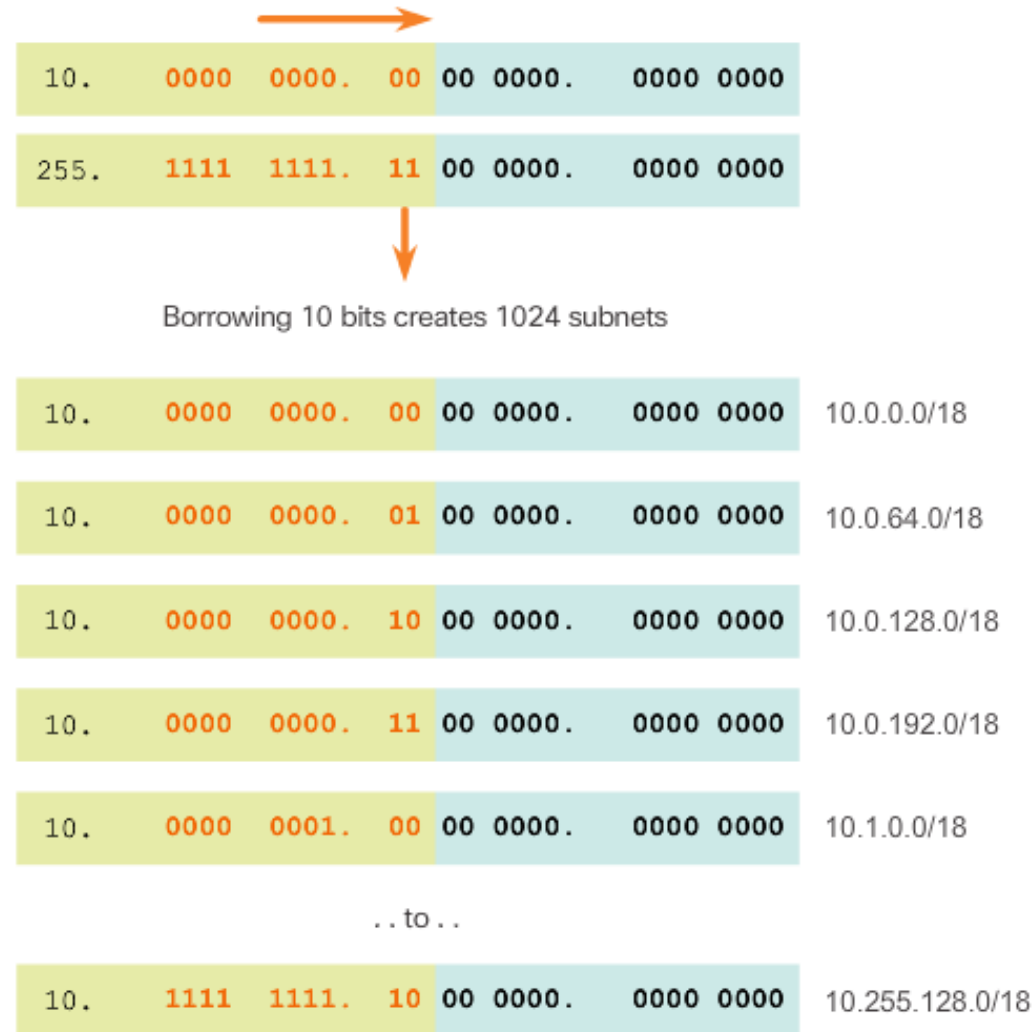 10. 0000 0000. 00 00 0000. 0000 0000
255. 1111 1111. 11 00 0000. 0000 0000
Borrowing 10 bits creates 1024 subnets
10. 0000 0000. 00 00 0000. 0000 0000 10.0.0.0/18
10. 0000 0000. 01 00 0000. 0000 0000 10.0.64.0/18
10. 0000 0000. 10 00 0000. 0000 0000 10.0.128.0/18
10. 0000 0000. 11 00 0000. 0000 0000 10.0.192.0/18
10. 0000 0001. 00 00 0000. 0000 0000 10.1.0.0/18
. . to . .
10. 1111 1111. 10 00 0000. 0000 0000 10.255.128.0/18